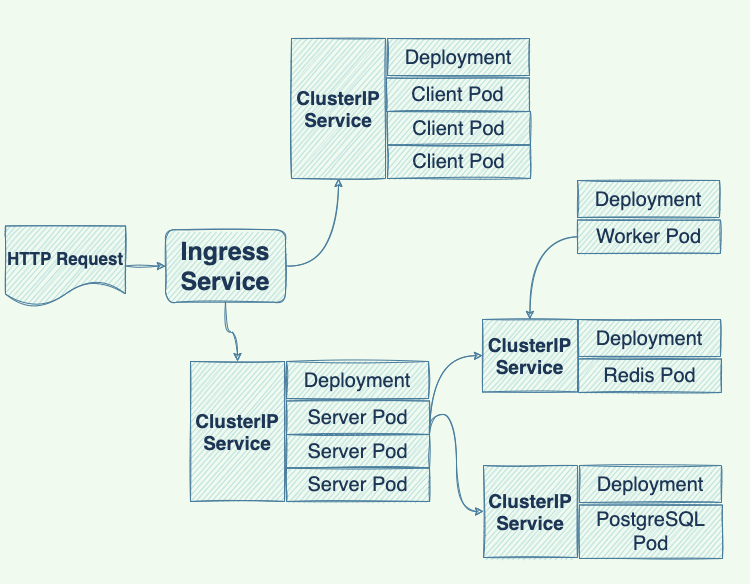 ClusterIP
Service
Deployment
Client Pod
Client Pod
Client Pod
Deployment
Worker Pod
HTTP Request
Ingress
Service
ClusterIP
Service
Deployment
Redis Pod
ClusterIP
Service
Deployment
Server Pod
Server Pod
Server Pod
ClusterIP
Service
Deployment
PostgreSQL
Pod